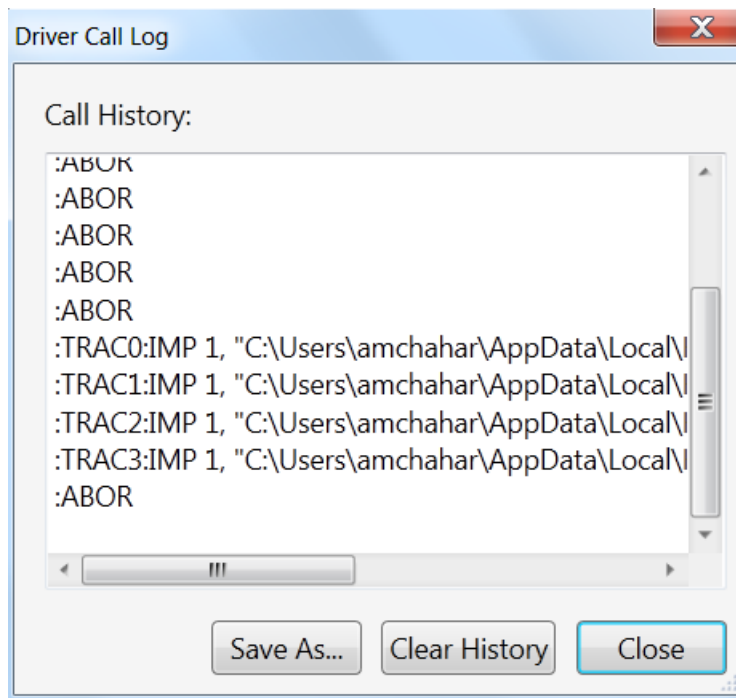 Driver Call Log
Call History:
:ABOR
:ABOR
:ABOR
:ABOR
:ABOR
:TRAC0:IMP 1, "C:\Users\amchahar\AppData\Local\
:TRAC1:IMP 1, "C:\Users\amchahar\AppData\Local\
:TRAC2:IMP 1, "C:\Users\amchahar\AppData\Local\
:TRAC3:IMP 1, "C:\Users\amchahar\AppData\Local\
:ABOR
Save As...
Clear History
Close